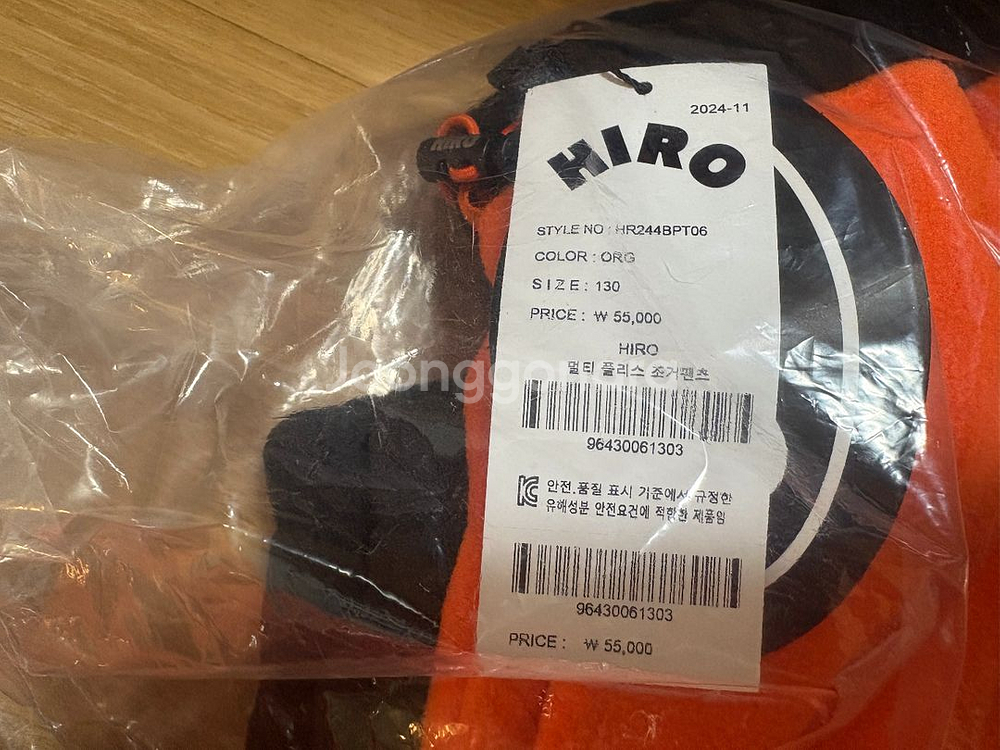 2024-11
HIRO
HIRO
STYLE NO : HR244BPT06
COLOR : ORG
SIZE : 130
PRICE : ₩ 55,000
HIRO
멀티 플리스 조거팬츠
Joonggonara
96430061303
안전.품질 표시 기준에서 규정한
유해성분 안전요건에 적합한 제품임
96430061303
PRICE : ₩ 55,000